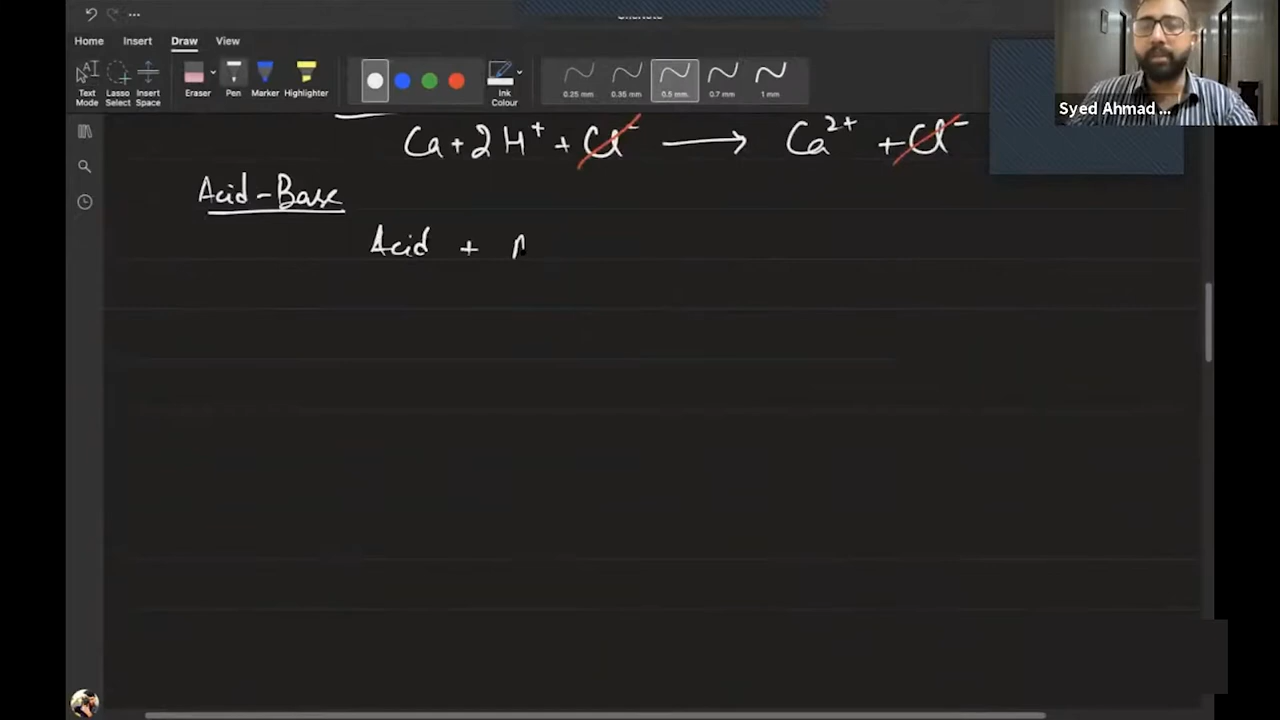 Home Insert Draw View
Text Mode Lasso Select Insert Space Eraser Pen Marker Highlighter Ink Colour 0.25 mm 0.35 mm 0.5 mm 0.7 mm 1 mm
Syed Ahmad ...
Ca + 2H⁺ + Cl⁻ ⟶ Ca²⁺ + Cl⁻
Acid-Base
Acid +